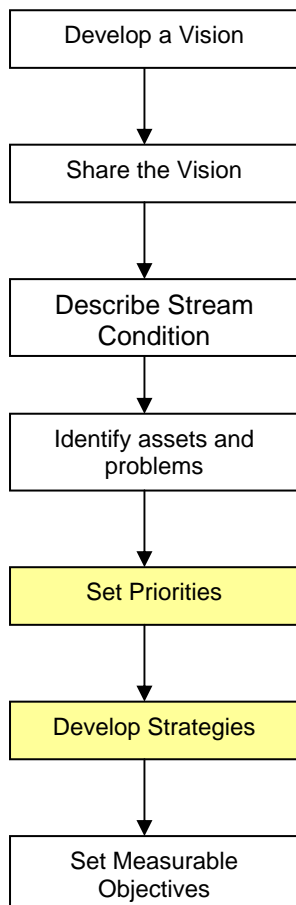 Develop a Vision
Share the Vision
Describe Stream
Condition
Identify assets and
problems
Set Priorities
Develop Strategies
Set Measurable
Objectives